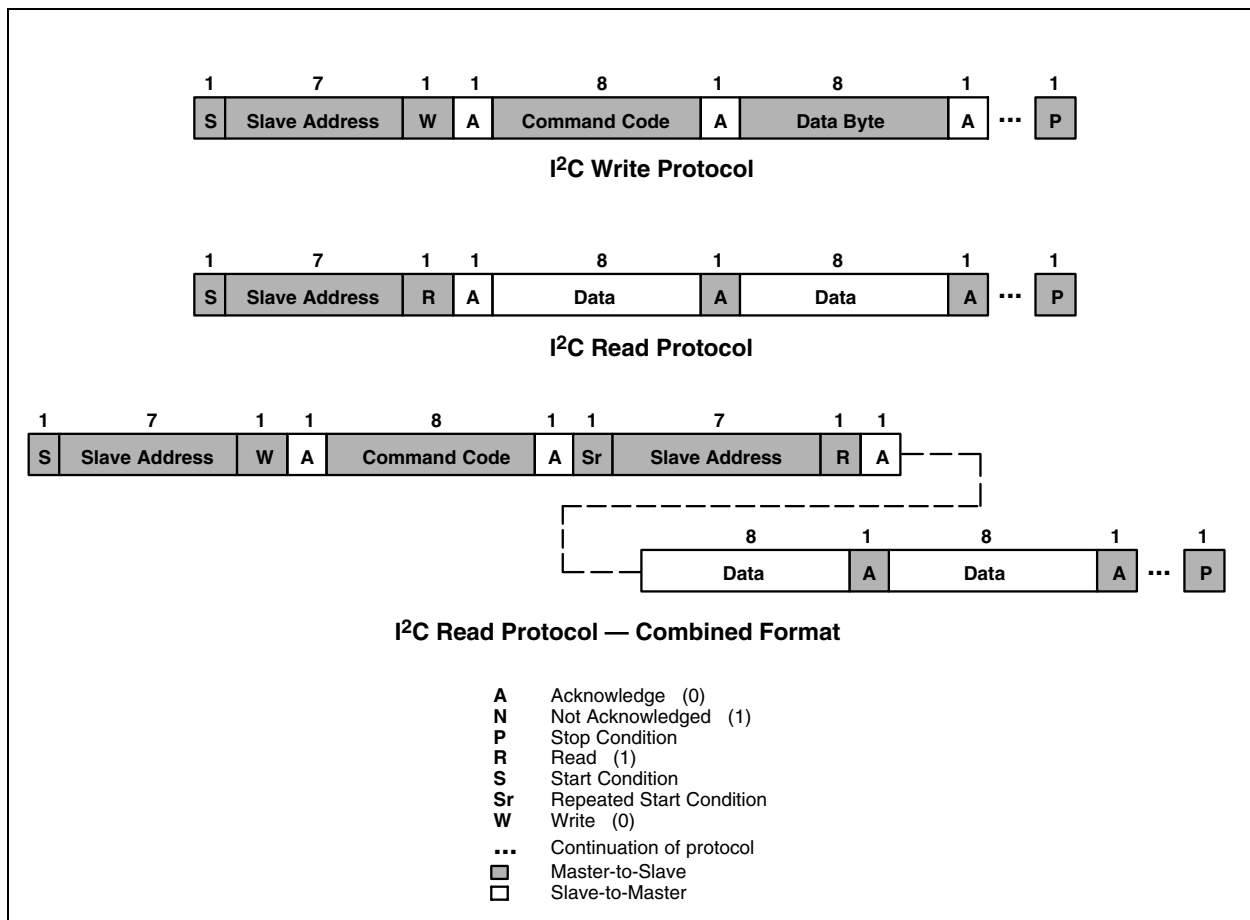 1 7 1 1 8 1 8 1 1
S Slave Address W A Command Code A Data Byte A ... P
I²C Write Protocol
1 7 1 1 8 1 8 1 1
S Slave Address R A Data A Data A ... P
I²C Read Protocol
1 7 1 1 8 1 1 7 1 1
S Slave Address W A Command Code A Sr Slave Address R A
8 1 8 1 1
Data A Data A ... P
I²C Read Protocol — Combined Format
A Acknowledge (0)
N Not Acknowledged (1)
P Stop Condition
R Read (1)
S Start Condition
Sr Repeated Start Condition
W Write (0)
... Continuation of protocol
Master-to-Slave
Slave-to-Master